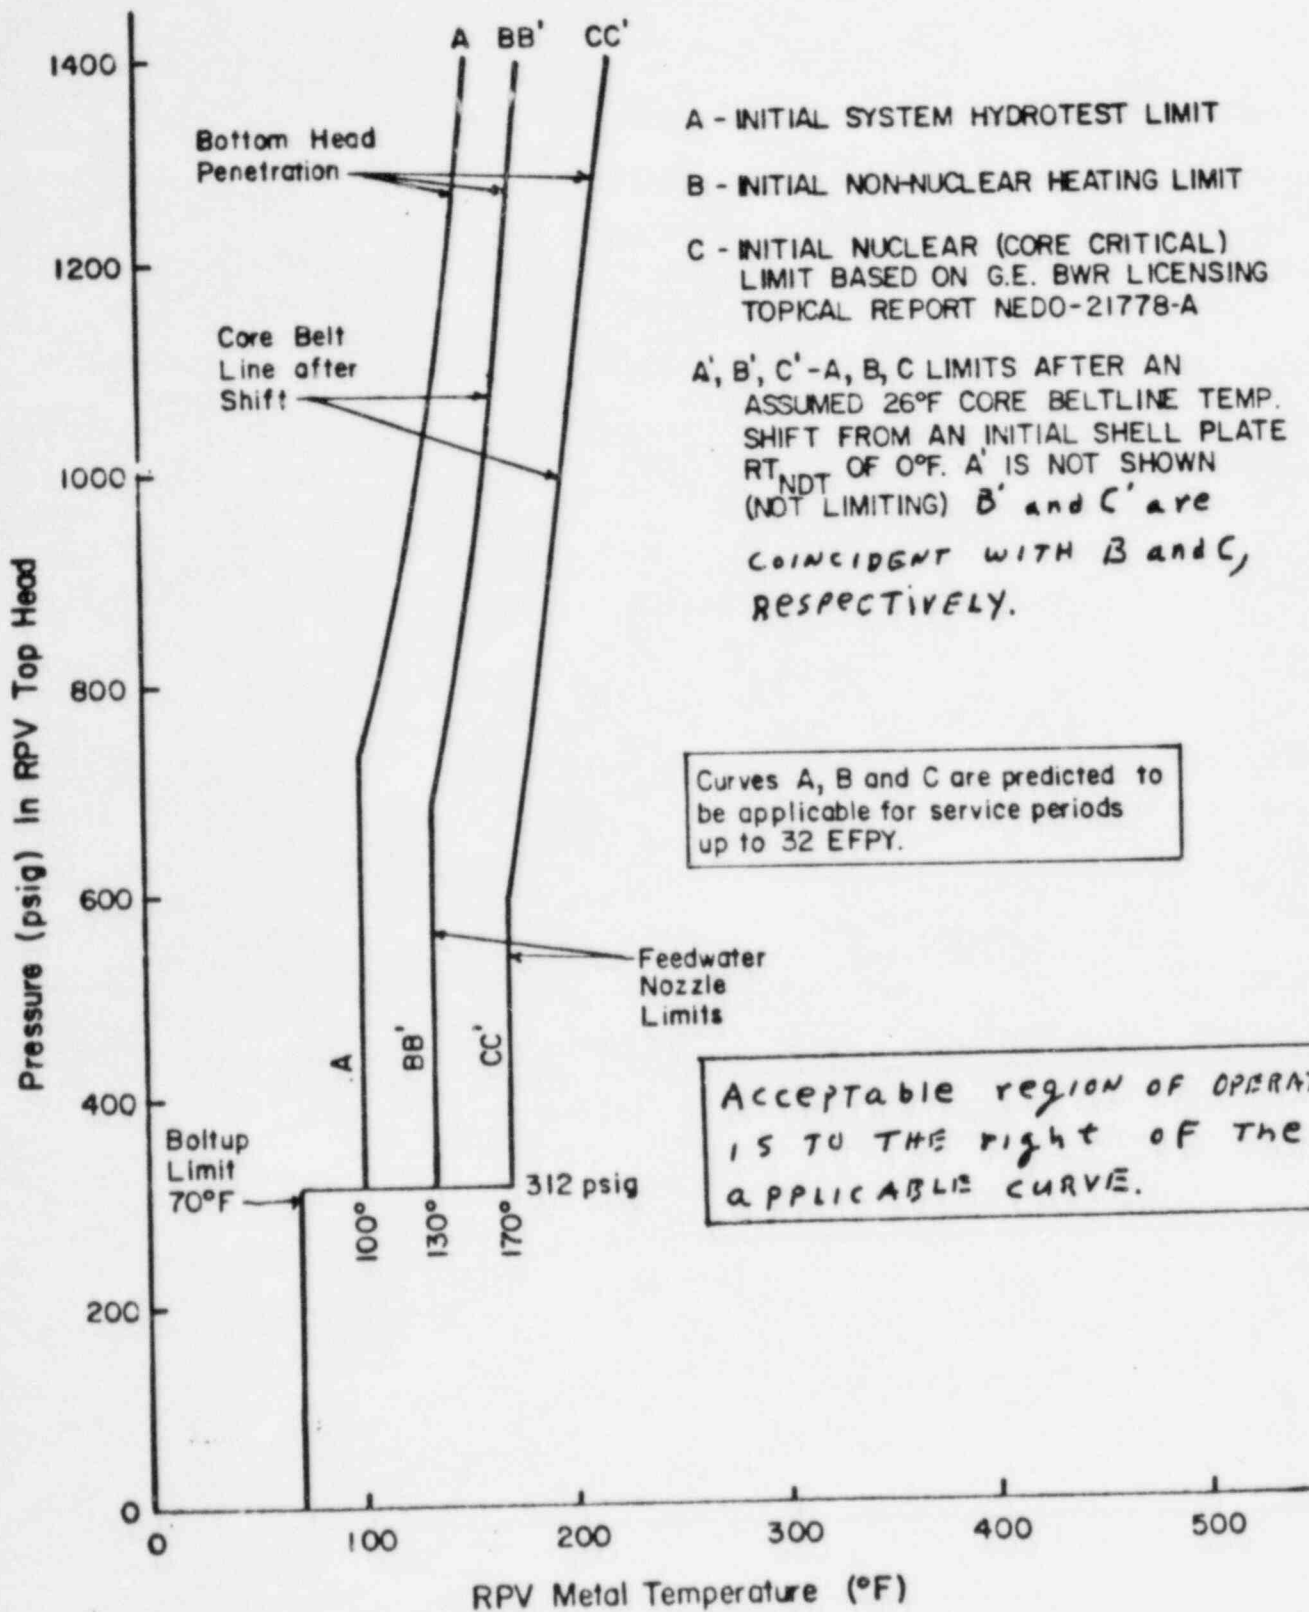 A BB' CC'
1400
1200
1000
800
600
400
200
0
Pressure (psig) In RPV Top Head
Bottom Head
Penetration
Core Belt
Line after
Shift
A - INITIAL SYSTEM HYDROTEST LIMIT
B - INITIAL NON-NUCLEAR HEATING LIMIT
C - INITIAL NUCLEAR (CORE CRITICAL)
LIMIT BASED ON G.E. BWR LICENSING
TOPICAL REPORT NEDO-21778-A
A', B', C' -A, B, C LIMITS AFTER AN
ASSUMED 26°F CORE BELTLINE TEMP.
SHIFT FROM AN INITIAL SHELL PLATE
RT_NDT OF 0°F. A' IS NOT SHOWN
(NOT LIMITING) B' and C' are
COINCIDENT WITH B and C,
RESPECTIVELY.
Curves A, B and C are predicted to
be applicable for service periods
up to 32 EFPY.
Feedwater
Nozzle
Limits
A BB' CC'
Acceptable region OF OPERAT
IS TO THE right OF The
APPLICABLE CURVE.
Boltup
Limit
70°F
312 psig
100° 130° 170°
0 100 200 300 400 500
RPV Metal Temperature (°F)